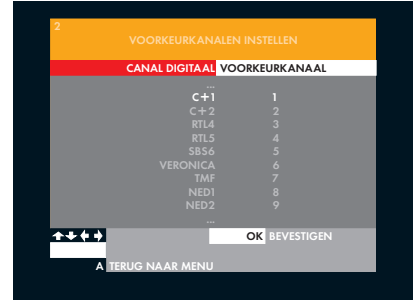 2
VOORKEURKANALEN INSTELLEN
CANAL DIGITAAL VOORKEURKANAAL
...
C+1 1
C+2 2
RTL4 3
RTL5 4
SBS6 5
VERONICA 6
TMF 7
NED1 8
NED2 9
...
OK BEVESTIGEN
A TERUG NAAR MENU